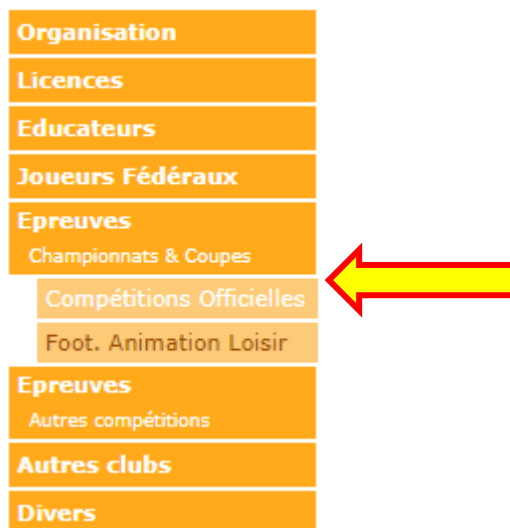 Organisation
Licences
Educateurs
Joueurs Fédéraux
Epreuves
Championnats & Coupes
Compétitions Officielles
Foot. Animation Loisir
Epreuves
Autres compétitions
Autres clubs
Divers